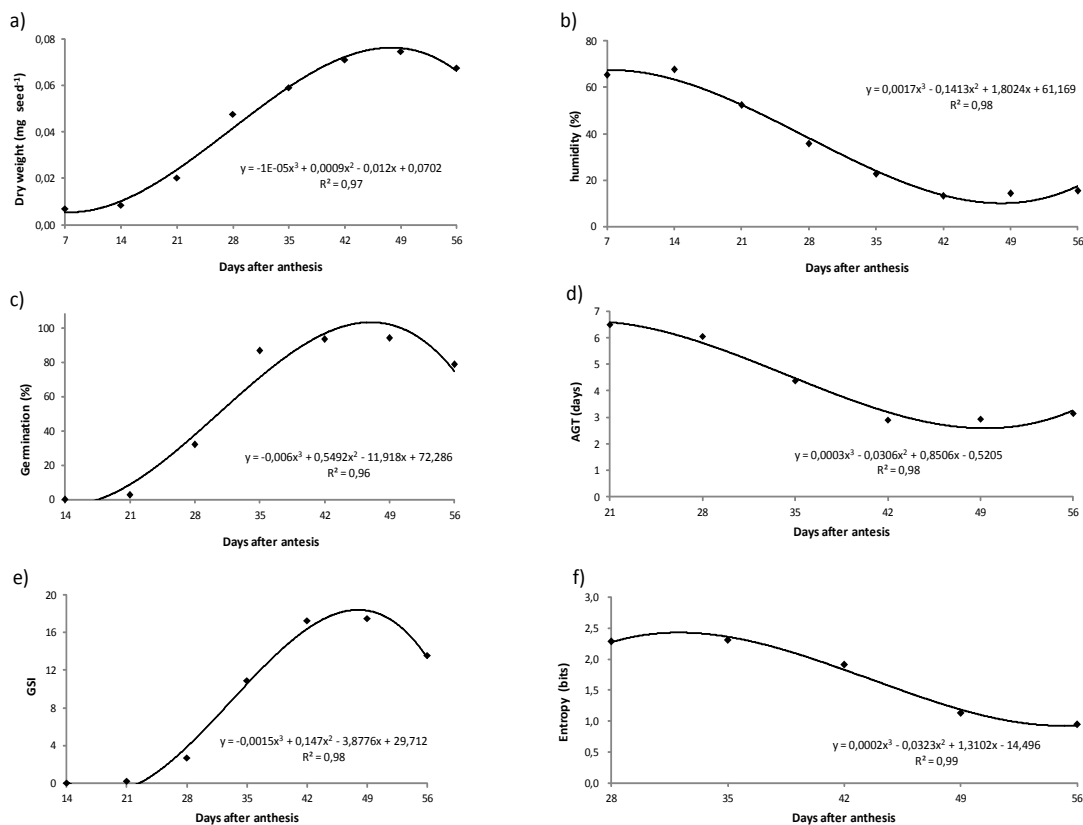 a)
Dry weight (mg seed⁻¹)
0,08
0,06
0,04
0,02
0,00
y = -1E-05x³ + 0,0009x² - 0,012x + 0,0702
R² = 0,97
7 14 21 28 35 42 49 56
Days after anthesis
b)
humidity (%)
80
60
40
20
0
y = 0,0017x³ - 0,1413x² + 1,8024x + 61,169
R² = 0,98
7 14 21 28 35 42 49 56
Days after anthesis
c)
Germination (%)
100
80
60
40
20
0
y = -0,006x³ + 0,5492x² - 11,918x + 72,286
R² = 0,96
14 21 28 35 42 49 56
Days after antesis
d)
AGT (days)
7
6
5
4
3
2
1
0
y = 0,0003x³ - 0,0306x² + 0,8506x - 0,5205
R² = 0,98
21 28 35 42 49 56
Days after anthesis
e)
GSI
20
16
12
8
4
0
y = -0,0015x³ + 0,147x² - 3,8776x + 29,712
R² = 0,98
14 21 28 35 42 49 56
Days after anthesis
f)
Entropy (bits)
3,0
2,5
2,0
1,5
1,0
0,5
0,0
y = 0,0002x³ - 0,0323x² + 1,3102x - 14,496
R² = 0,99
28 35 42 49 56
Days after anthesis